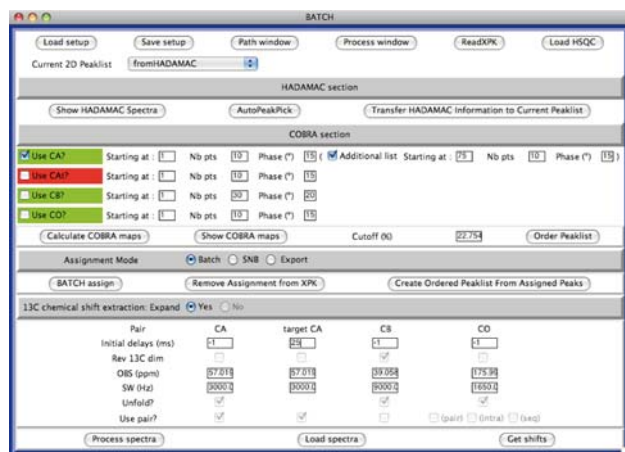 BATCH
Load setup Save setup Path window Process window ReadXPK Load HSQC
Current 2D Peaklist fromHADAMAC
HADAMAC section
Show HADAMAC Spectra AutoPeakPick Transfer HADAMAC Information to Current Peaklist
COBRA section
Use CA? Starting at : 1 Nb pts 10 Phase (°) 15 ( Additional list Starting at : 75 Nb pts 10 Phase (°) 15 )
Use CAt? Starting at : 1 Nb pts 10 Phase (°) 15
Use CB? Starting at : 1 Nb pts 30 Phase (°) 20
Use CO? Starting at : 1 Nb pts 10 Phase (°) 15
Calculate COBRA maps Show COBRA maps Cutoff (%) 22.754 Order Peaklist
Assignment Mode Batch SNB Export
BATCH assign Remove Assignment from XPK Create Ordered Peaklist From Assigned Peaks
13C chemical shift extraction: Expand Yes No
Pair CA target CA CB CO
Initial delays (ms) -1 25 -1 -1
Rev 13C dim
OBS (ppm) 57.019 57.019 39.058 175.99
SW (Hz) 3000.0 3000.0 9000.0 1650.0
Unfold?
Use pair? (pair) (intra) (seq)
Process spectra Load spectra Get shifts